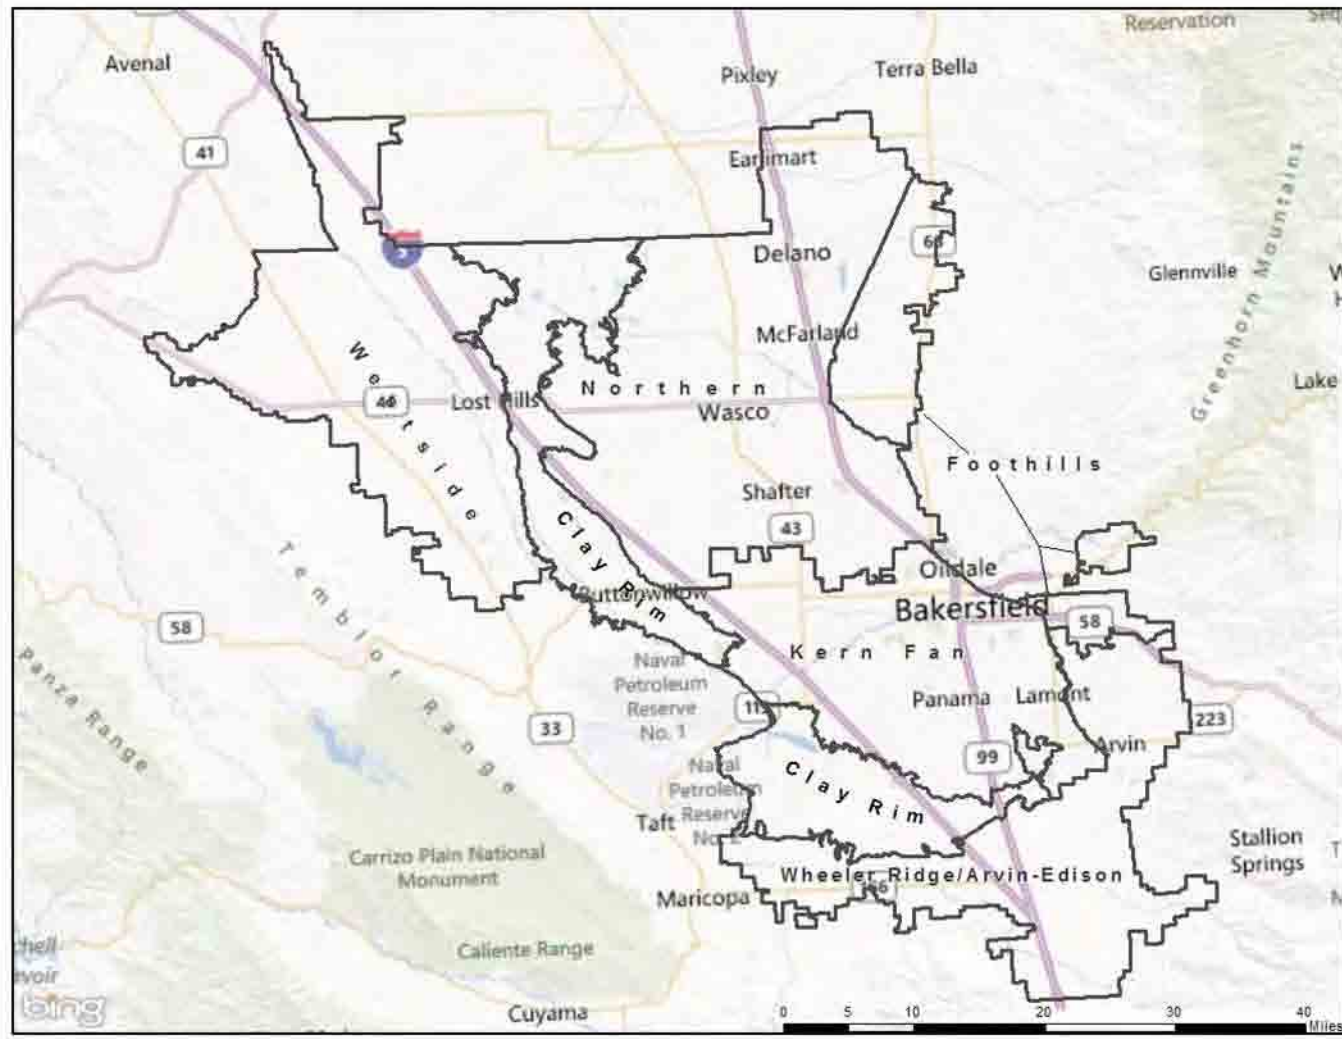 Reservation
Avenal
Pixley
Terra Bella
41
Earlimart
Delano
5
Glennville
Greenhorn Mountains
McFarland
Westside
Lost Hills
Northern
Wasco
Lake
Foothills
Shafter
43
Clay Rim
Oildale
Buttonwillow
Bakersfield
58
58
Temblor Range
Kern Fan
Naval
Petroleum
Reserve
No. 1
Panza Range
Panama
Lamont
33
223
99
Arvin
Clay Rim
Naval
Petroleum
Reserve
Taft
Stallion
Springs
Carrizo Plain National
Monument
Wheeler Ridge/Arvin-Edison
Maricopa
Caliente Range
bing
Cuyama
0 5 10 20 30 40
Miles